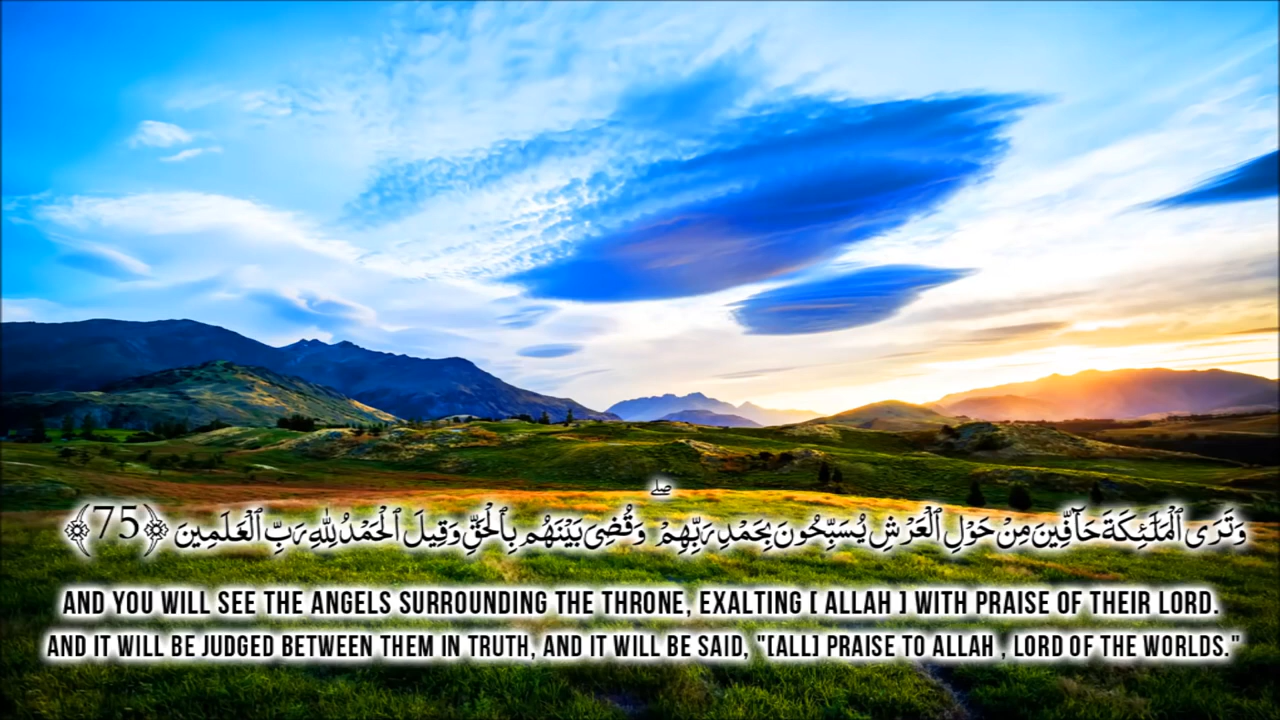 وَتَرَى ٱلْمَلَٰٓئِكَةَ حَآفِّينَ مِنْ حَوْلِ ٱلْعَرْشِ يُسَبِّحُونَ بِحَمْدِ رَبِّهِمْ ۖ وَقُضِىَ بَيْنَهُم بِٱلْحَقِّ وَقِيلَ ٱلْحَمْدُ لِلَّهِ رَبِّ ٱلْعَٰلَمِينَ ﴿75﴾
AND YOU WILL SEE THE ANGELS SURROUNDING THE THRONE, EXALTING [ ALLAH ] WITH PRAISE OF THEIR LORD.
AND IT WILL BE JUDGED BETWEEN THEM IN TRUTH, AND IT WILL BE SAID, "[ALL] PRAISE TO ALLAH , LORD OF THE WORLDS."